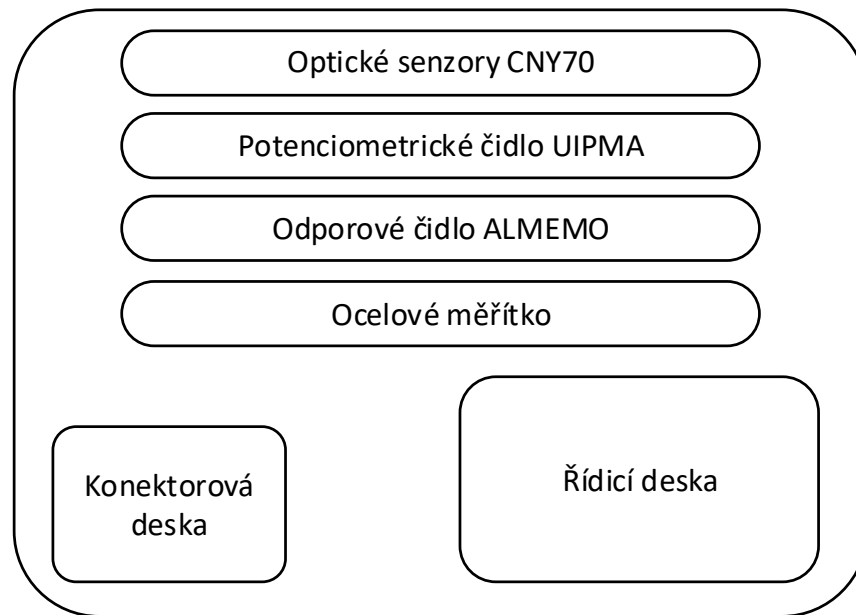 Optické senzory CNY70
Potenciometrické čidlo UIPMA
Odporové čidlo ALMEMO
Ocelové měřítko
Konektorová
deska
Řídicí deska